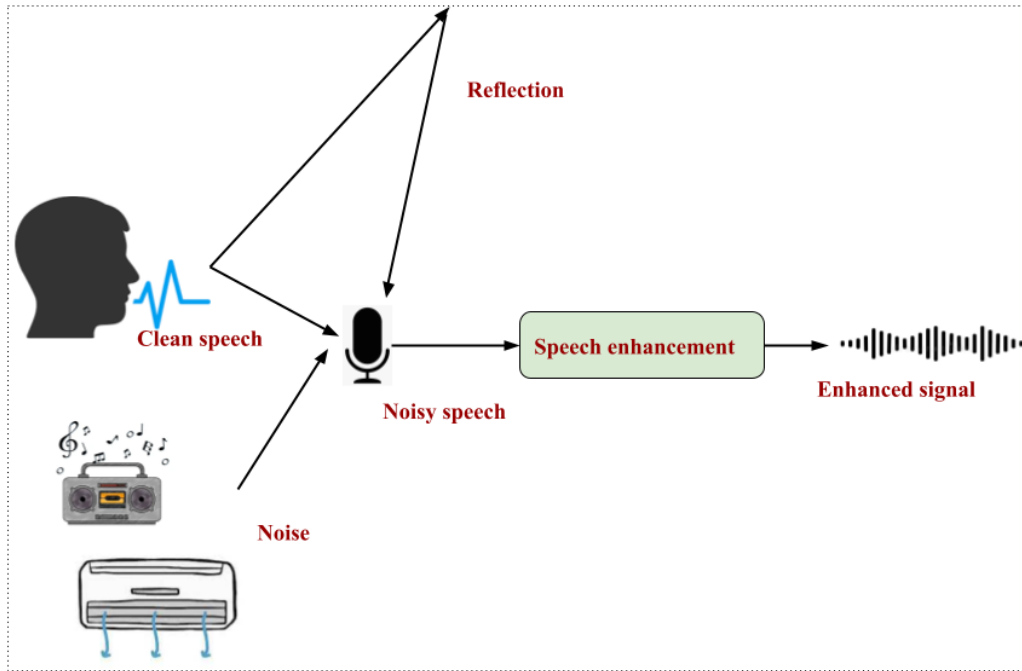 Reflection
Clean speech
Speech enhancement
Enhanced signal
Noisy speech
Noise